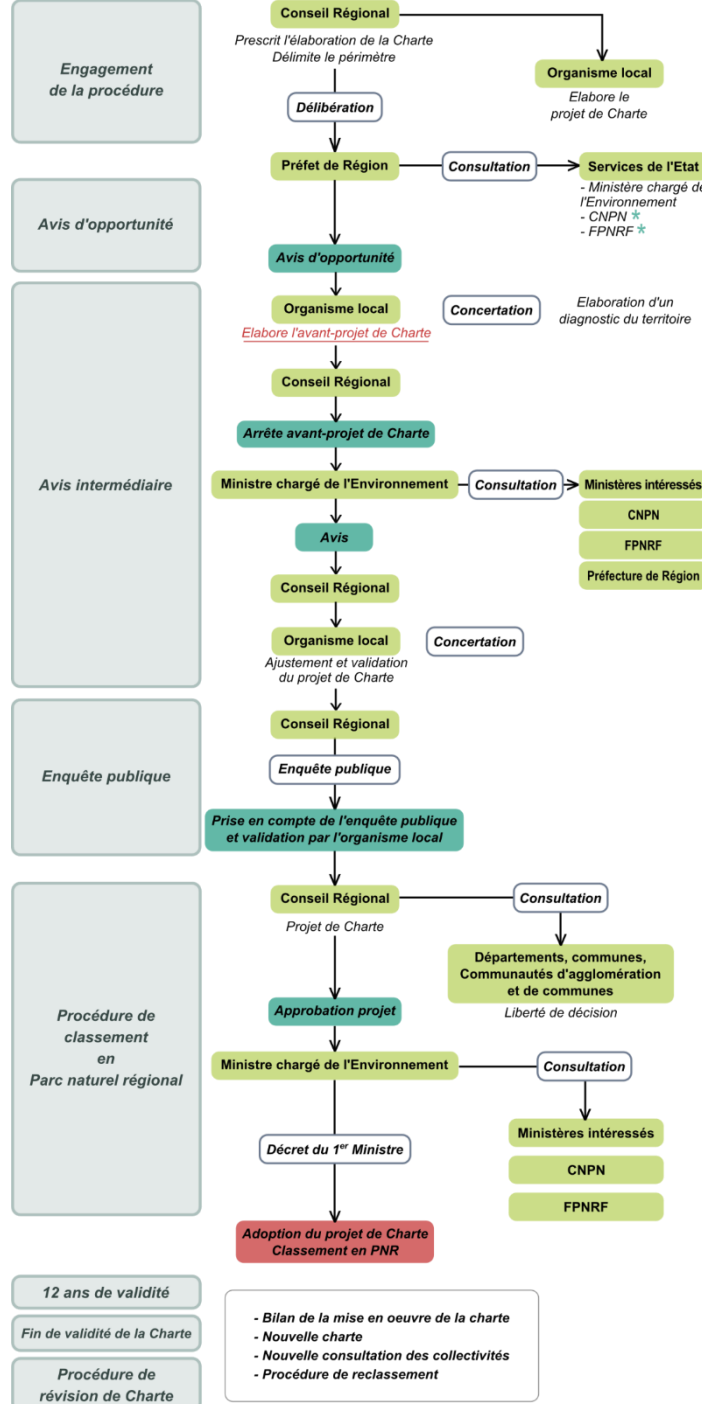 Conseil Régional
Prescrit l'élaboration de la Charte
Délimite le périmètre
Engagement
de la procédure
Organisme local
Elabore le
projet de Charte
Délibération
Préfet de Région
Consultation
Services de l'Etat
- Ministère chargé de
l'Environnement
- CNPN *
- FPNRF *
Avis d'opportunité
Avis d'opportunité
Organisme local
Elabore l'avant-projet de Charte
Concertation
Elaboration d'un
diagnostic du territoire
Conseil Régional
Arrête avant-projet de Charte
Avis intermédiaire
Ministre chargé de l'Environnement
Consultation
Ministères intéressés
CNPN
FPNRF
Préfecture de Région
Avis
Conseil Régional
Organisme local
Ajustement et validation
du projet de Charte
Concertation
Conseil Régional
Enquête publique
Enquête publique
Prise en compte de l'enquête publique
et validation par l'organisme local
Conseil Régional
Projet de Charte
Consultation
Départements, communes,
Communautés d'agglomération
et de communes
Liberté de décision
Procédure de
classement
en
Parc naturel régional
Approbation projet
Ministre chargé de l'Environnement
Consultation
Ministères intéressés
CNPN
FPNRF
Décret du 1er Ministre
Adoption du projet de Charte
Classement en PNR
12 ans de validité
Fin de validité de la Charte
Procédure de
révision de Charte
- Bilan de la mise en oeuvre de la charte
- Nouvelle charte
- Nouvelle consultation des collectivités
- Procédure de reclassement